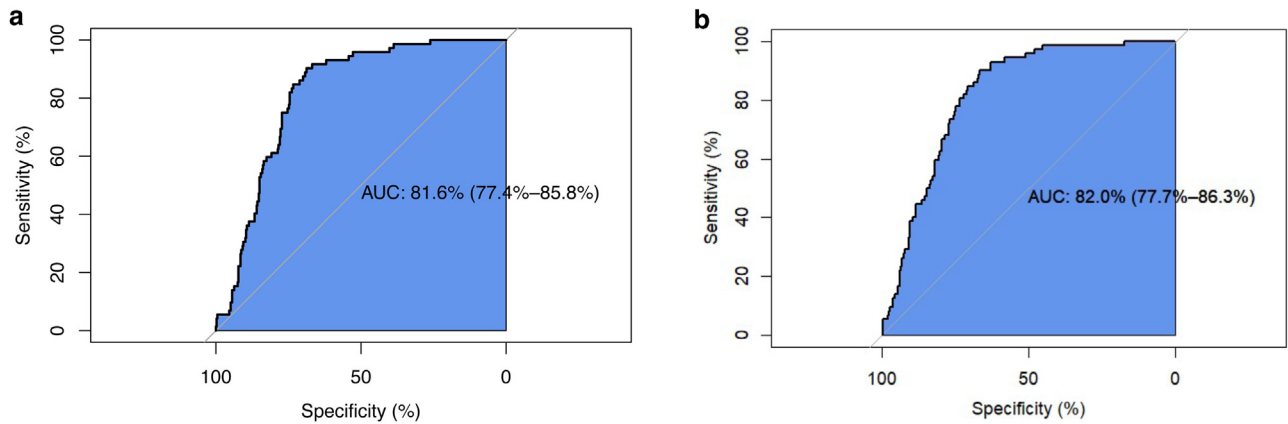 a
Sensitivity (%)
100
80
60
40
20
0
AUC: 81.6% (77.4%–85.8%)
100 50 0
Specificity (%)
b
Sensitivity (%)
100
80
60
40
20
0
AUC: 82.0% (77.7%–86.3%)
100 50 0
Specificity (%)